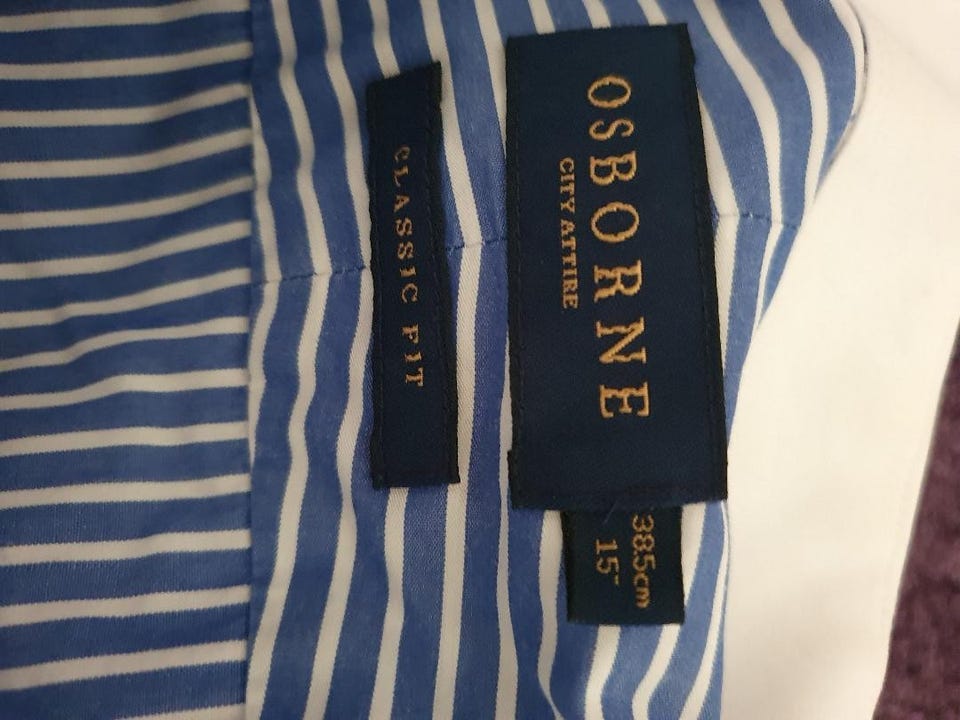 OSBORNE
CITY ATTIRE
38.5cm
15"
CLASSIC FIT